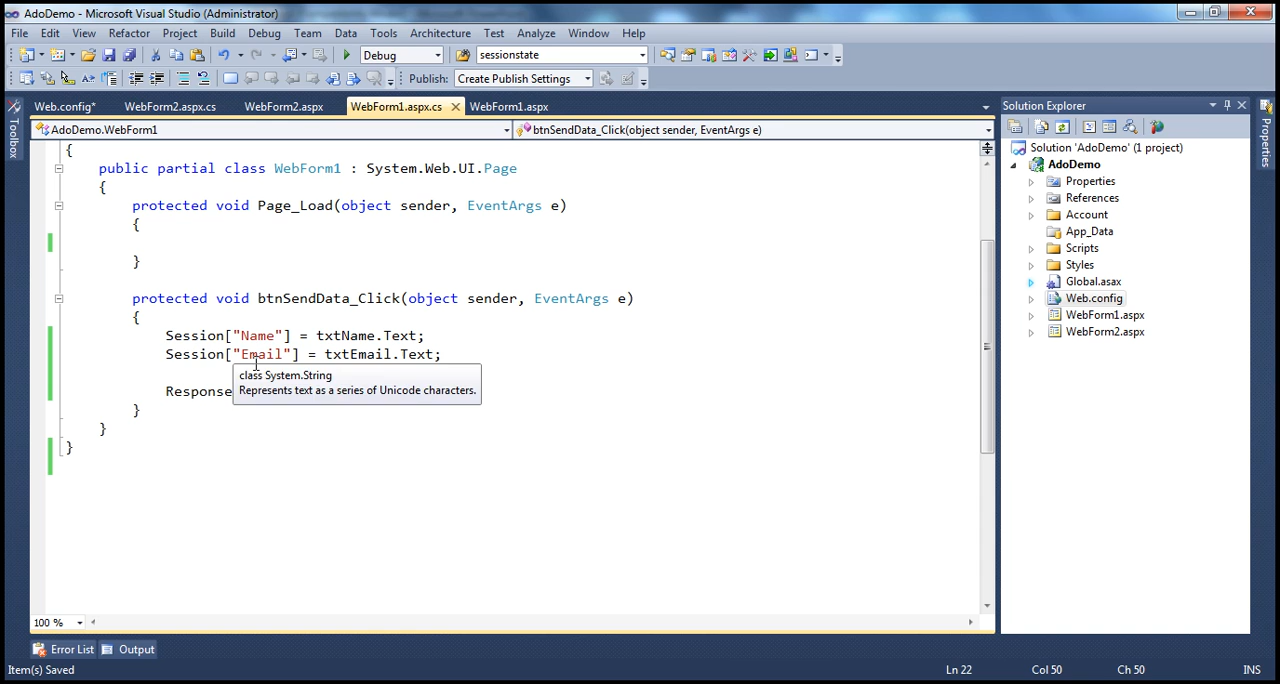 AdoDemo - Microsoft Visual Studio (Administrator)
File Edit View Refactor Project Build Debug Team Data Tools Architecture Test Analyze Window Help
Debug sessionstate
Publish: Create Publish Settings
Web.config* WebForm2.aspx.cs WebForm2.aspx WebForm1.aspx.cs WebForm1.aspx
Solution Explorer
Toolbox
Properties
AdoDemo.WebForm1 btnSendData_Click(object sender, EventArgs e)
{
public partial class WebForm1 : System.Web.UI.Page
{
protected void Page_Load(object sender, EventArgs e)
{
}
protected void btnSendData_Click(object sender, EventArgs e)
{
Session["Name"] = txtName.Text;
Session["Email"] = txtEmail.Text;
class System.String
Represents text as a series of Unicode characters.
Response
}
}
}
Solution 'AdoDemo' (1 project)
AdoDemo
Properties
References
Account
App_Data
Scripts
Styles
Global.asax
Web.config
WebForm1.aspx
WebForm2.aspx
100 %
Error List Output
Item(s) Saved Ln 22 Col 50 Ch 50 INS